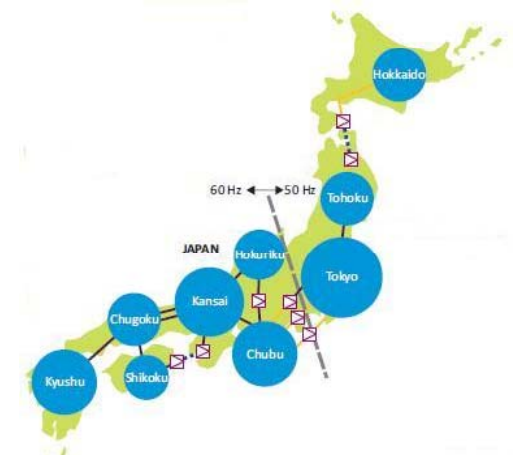 Hokkaido
60 Hz
50 Hz
Tohoku
JAPAN
Hokuriku
Tokyo
Kansai
Chugoku
Chubu
Shikoku
Kyushu